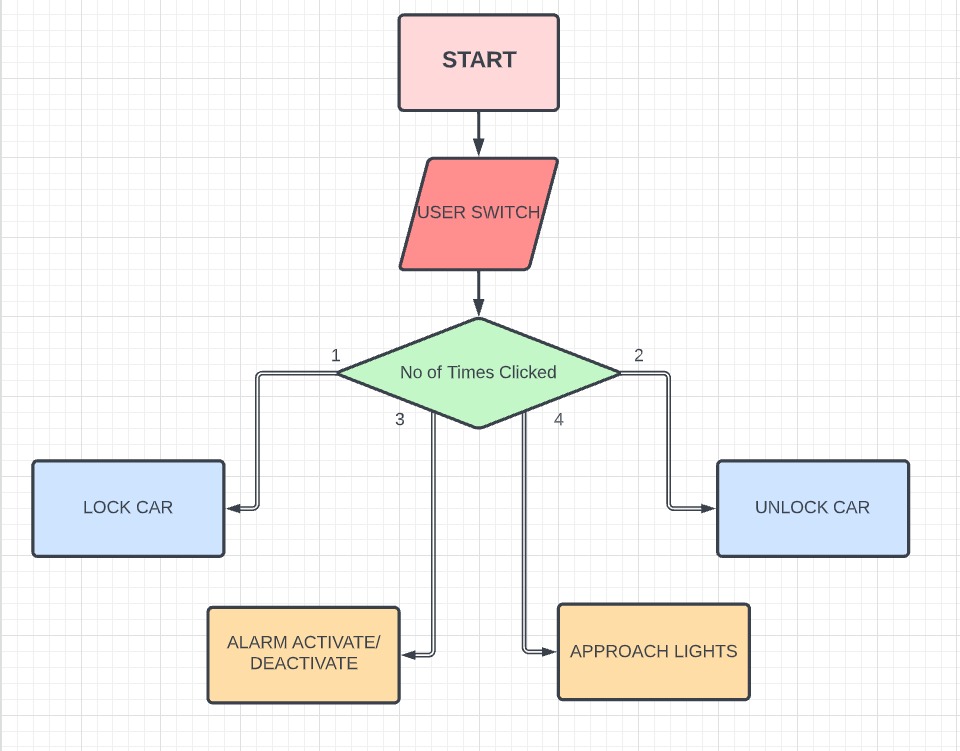 START
USER SWITCH
No of Times Clicked
1
2
3
4
LOCK CAR
UNLOCK CAR
ALARM ACTIVATE/
DEACTIVATE
APPROACH LIGHTS